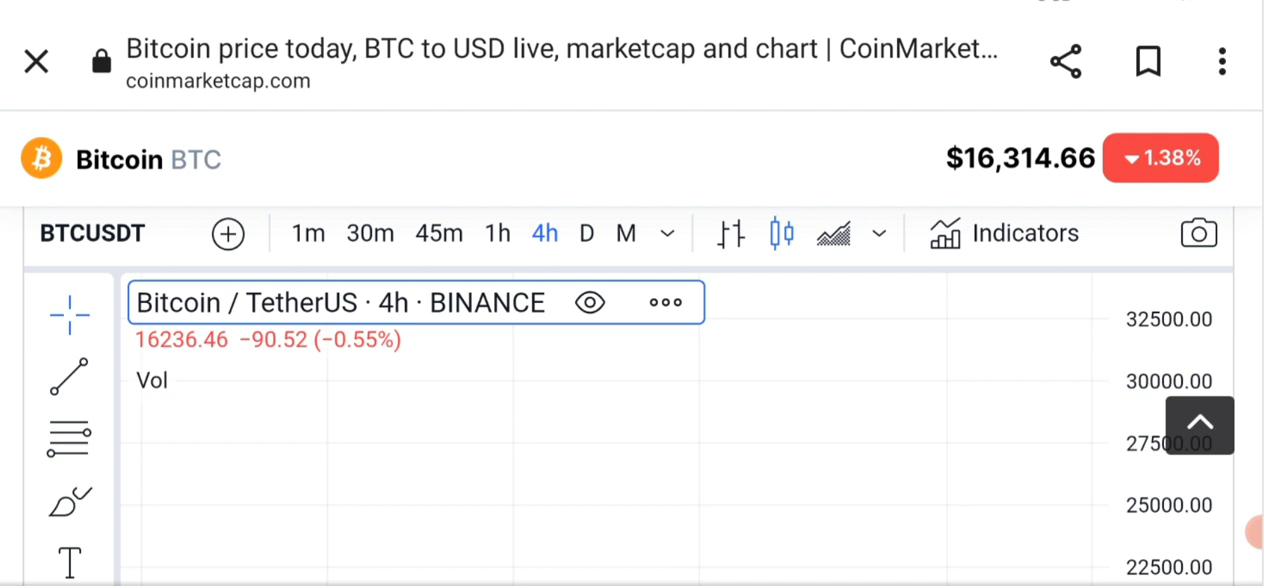 Bitcoin price today, BTC to USD live, marketcap and chart | CoinMarket...
coinmarketcap.com
Bitcoin BTC
$16,314.66 1.38%
BTCUSDT 1m 30m 45m 1h 4h D M Indicators
Bitcoin / TetherUS · 4h · BINANCE
16236.46 −90.52 (−0.55%)
Vol
32500.00
30000.00
27500.00
25000.00
22500.00
T